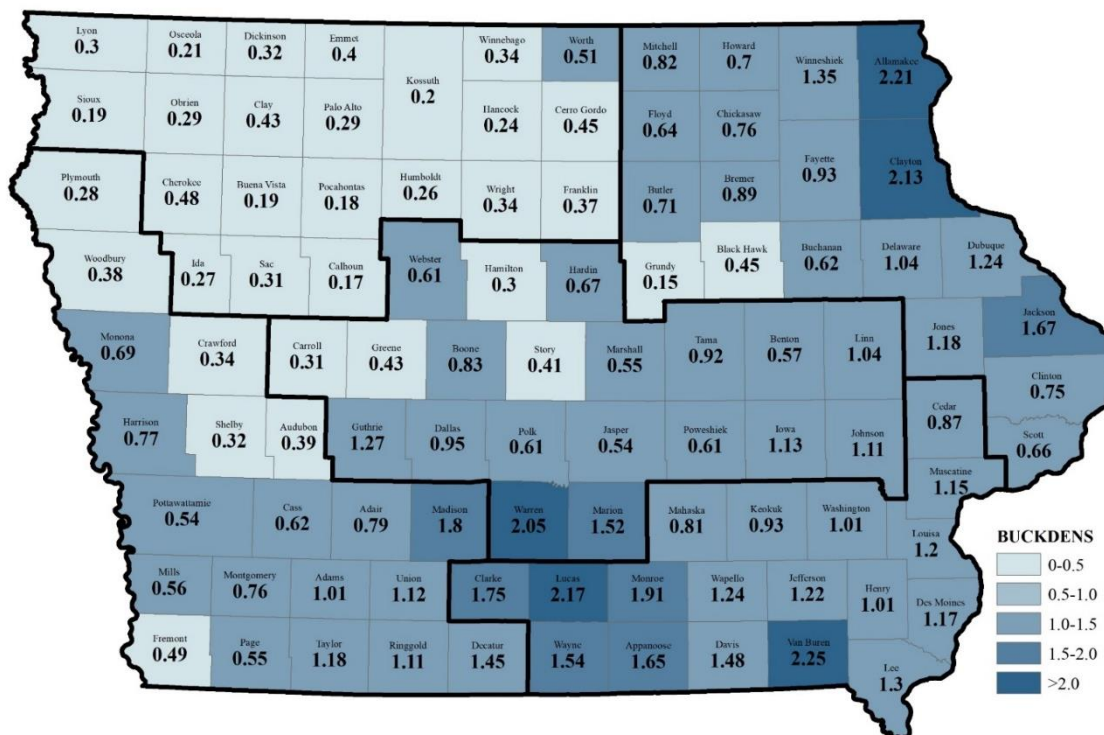 Lyon
0.3
Osceola
0.21
Dickinson
0.32
Emmet
0.4
Kossuth
0.2
Winnebago
0.34
Worth
0.51
Mitchell
0.82
Howard
0.7
Winneshiek
1.35
Allamakee
2.21
Sioux
0.19
Obrien
0.29
Clay
0.43
Palo Alto
0.29
Hancock
0.24
Cerro Gordo
0.45
Floyd
0.64
Chickasaw
0.76
Fayette
0.93
Clayton
2.13
Plymouth
0.28
Cherokee
0.48
Buena Vista
0.19
Pocahontas
0.18
Humboldt
0.26
Wright
0.34
Franklin
0.37
Butler
0.71
Bremer
0.89
Woodbury
0.38
Ida
0.27
Sac
0.31
Calhoun
0.17
Webster
0.61
Hamilton
0.3
Hardin
0.67
Grundy
0.15
Black Hawk
0.45
Buchanan
0.62
Delaware
1.04
Dubuque
1.24
Monona
0.69
Crawford
0.34
Carroll
0.31
Greene
0.43
Boone
0.83
Story
0.41
Marshall
0.55
Tama
0.92
Benton
0.57
Linn
1.04
Jones
1.18
Jackson
1.67
Clinton
0.75
Harrison
0.77
Shelby
0.32
Audubon
0.39
Guthrie
1.27
Dallas
0.95
Polk
0.61
Jasper
0.54
Poweshiek
0.61
Iowa
1.13
Johnson
1.11
Cedar
0.87
Scott
0.66
Muscatine
1.15
Pottawattamie
0.54
Cass
0.62
Adair
0.79
Madison
1.8
Warren
2.05
Marion
1.52
Mahaska
0.81
Keokuk
0.93
Washington
1.01
Louisa
1.2
Mills
0.56
Montgomery
0.76
Adams
1.01
Union
1.12
Clarke
1.75
Lucas
2.17
Monroe
1.91
Wapello
1.24
Jefferson
1.22
Henry
1.01
Des Moines
1.17
Fremont
0.49
Page
0.55
Taylor
1.18
Ringgold
1.11
Decatur
1.45
Wayne
1.54
Appanoose
1.65
Davis
1.48
Van Buren
2.25
Lee
1.3
BUCKDENS
0-0.5
0.5-1.0
1.0-1.5
1.5-2.0
>2.0